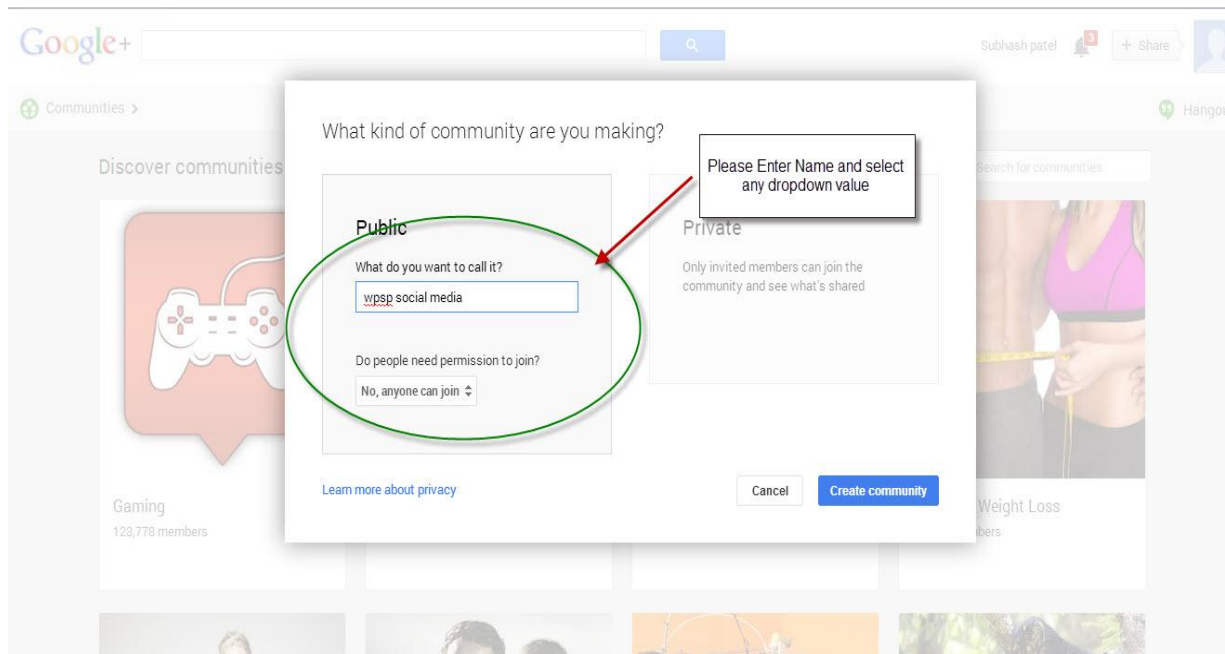 Google+
Subhash patel
3
+ Share
Communities >
Discover communities
Search for communities
What kind of community are you making?
Please Enter Name and select
any dropdown value
Public
What do you want to call it?
wpsp social media
Do people need permission to join?
No, anyone can join
Private
Only invited members can join the
community and see what's shared
Learn more about privacy
Cancel
Create community
Gaming
123,778 members
Weight Loss